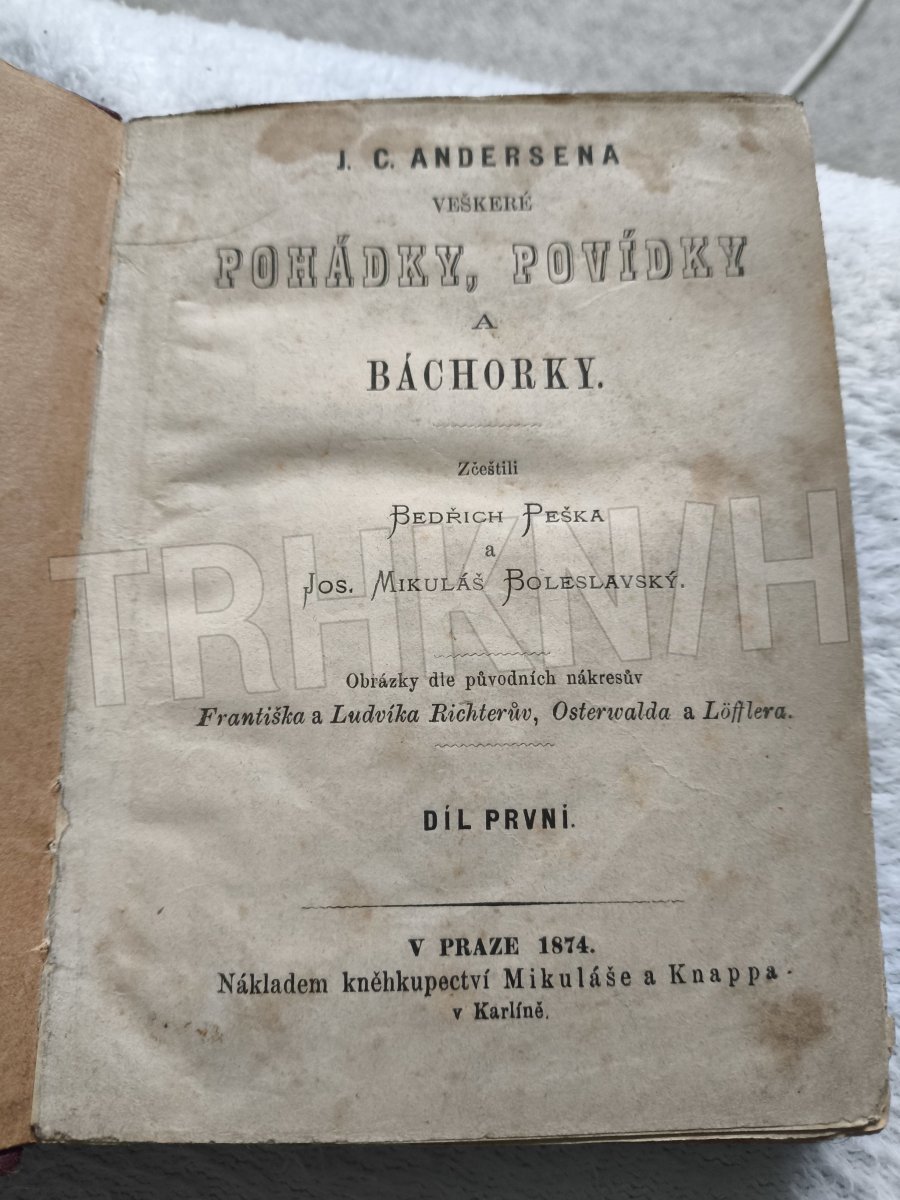 J. C. ANDERSENA
VEŠKERÉ
POHÁDKY, POVÍDKY
A
BÁCHORKY.
Zčeštili
BEDŘICH PEŠKA
a
JOS. MIKULÁŠ BOLESLAVSKÝ.
Obrázky dle původních nákresův
Františka a Ludvíka Richterův, Osterwalda a Löfflera.
DÍL PRVNÍ.
V PRAZE 1874.
Nákladem kněhkupectví Mikuláše a Knappa
v Karlíně.
TRHKNIH